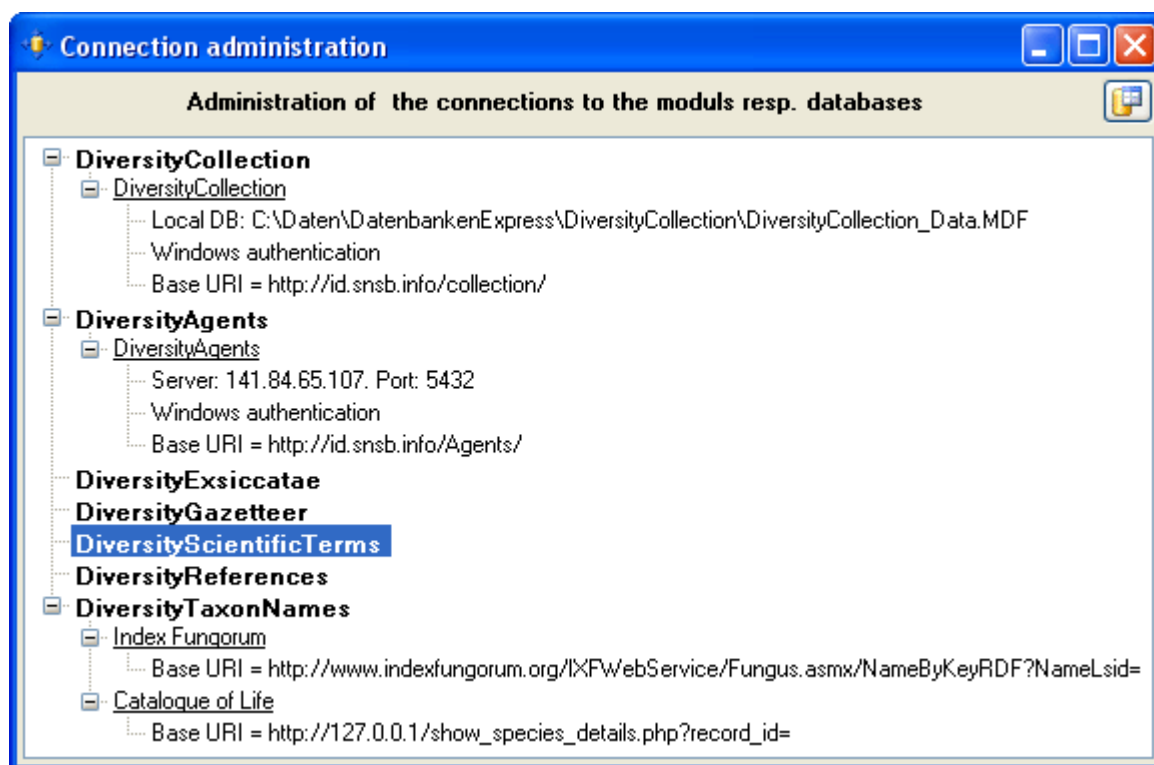 Connection administration
Administration of the connections to the moduls resp. databases
DiversityCollection
DiversityCollection
Local DB: C:\Daten\DatenbankenExpress\DiversityCollection\DiversityCollection_Data.MDF
Windows authentication
Base URI = http://id.snsb.info/collection/
DiversityAgents
DiversityAgents
Server: 141.84.65.107. Port: 5432
Windows authentication
Base URI = http://id.snsb.info/Agents/
DiversityExsiccatae
DiversityGazetteer
DiversityScientificTerms
DiversityReferences
DiversityTaxonNames
Index Fungorum
Base URI = http://www.indexfungorum.org/IXFWebService/Fungus.asmx/NameByKeyRDF?NameLsid=
Catalogue of Life
Base URI = http://127.0.0.1/show_species_details.php?record_id=